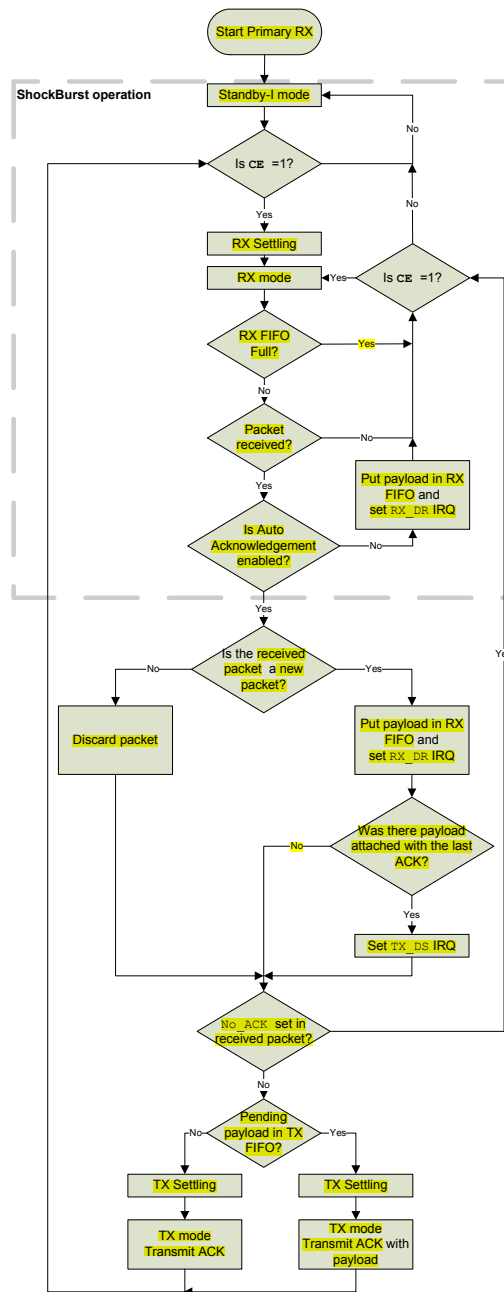 Start Primary RX
ShockBurst operation
Standby-I mode
No
Is CE =1?
No
Yes
RX Settling
RX mode
Yes
Is CE =1?
RX FIFO
Full?
Yes
No
Packet
received?
No
Put payload in RX
FIFO and
set RX_DR IRQ
Yes
Is Auto
Acknowledgement
enabled?
No
Yes
Is the received
packet a new
packet?
No
Yes
Yes
Discard packet
Put payload in RX
FIFO and
set RX_DR IRQ
Was there payload
attached with the last
ACK?
No
Yes
Set TX_DS IRQ
No_ACK set in
received packet?
No
Pending
payload in TX
FIFO?
No
Yes
TX Settling
TX Settling
TX mode
Transmit ACK
TX mode
Transmit ACK with
payload